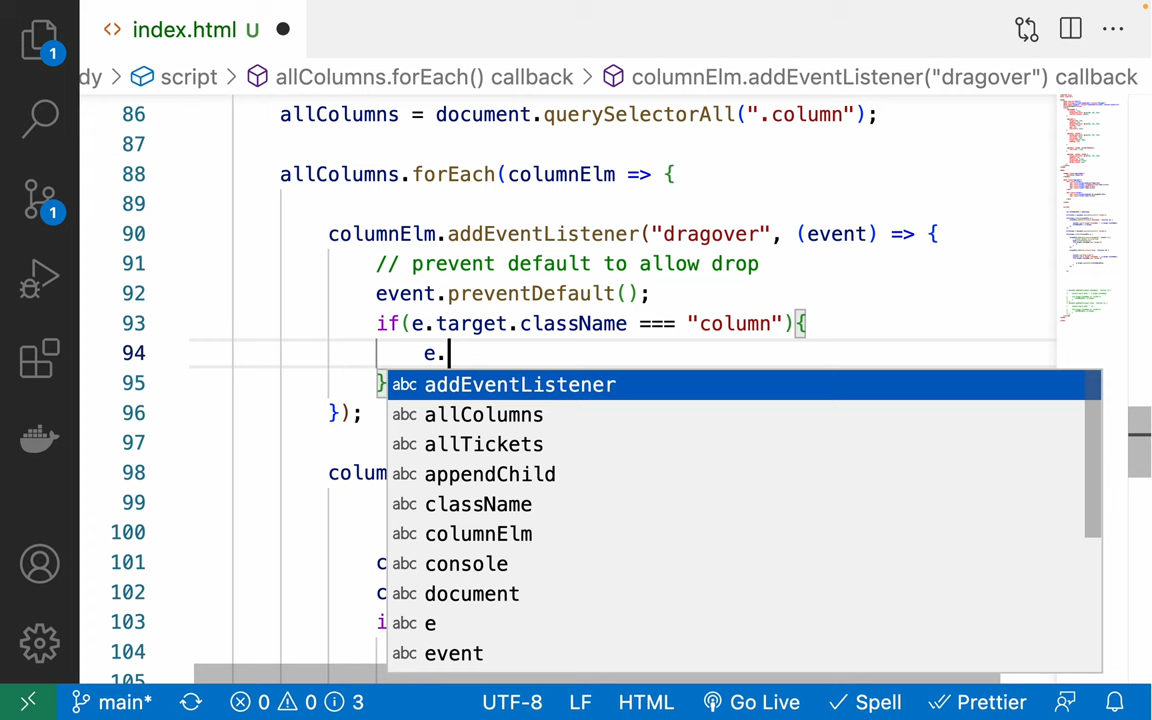 <> index.html U
dy > script > allColumns.forEach() callback > columnElm.addEventListener("dragover") callback
1
1
86 allColumns = document.querySelectorAll(".column");
87
88 allColumns.forEach(columnElm => {
89
90 columnElm.addEventListener("dragover", (event) => {
91 // prevent default to allow drop
92 event.preventDefault();
93 if(e.target.className === "column"){
94 e.
95 }
96 });
97
98 colum
99
100
101 c
102 c
103 i
104
105
abc addEventListener
abc allColumns
abc allTickets
abc appendChild
abc className
abc columnElm
abc console
abc document
abc e
abc event
main* 0 0 3 UTF-8 LF HTML Go Live Spell Prettier